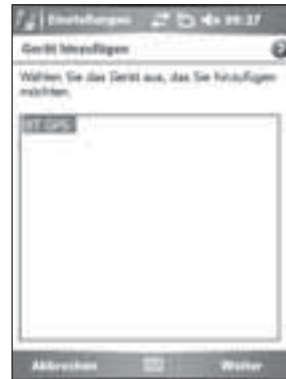 Einstellungen 09:37
Gerät hinzufügen
Wählen Sie das Gerät aus, das Sie hinzufügen
möchten.
BT GPS
Abbrechen Weiter